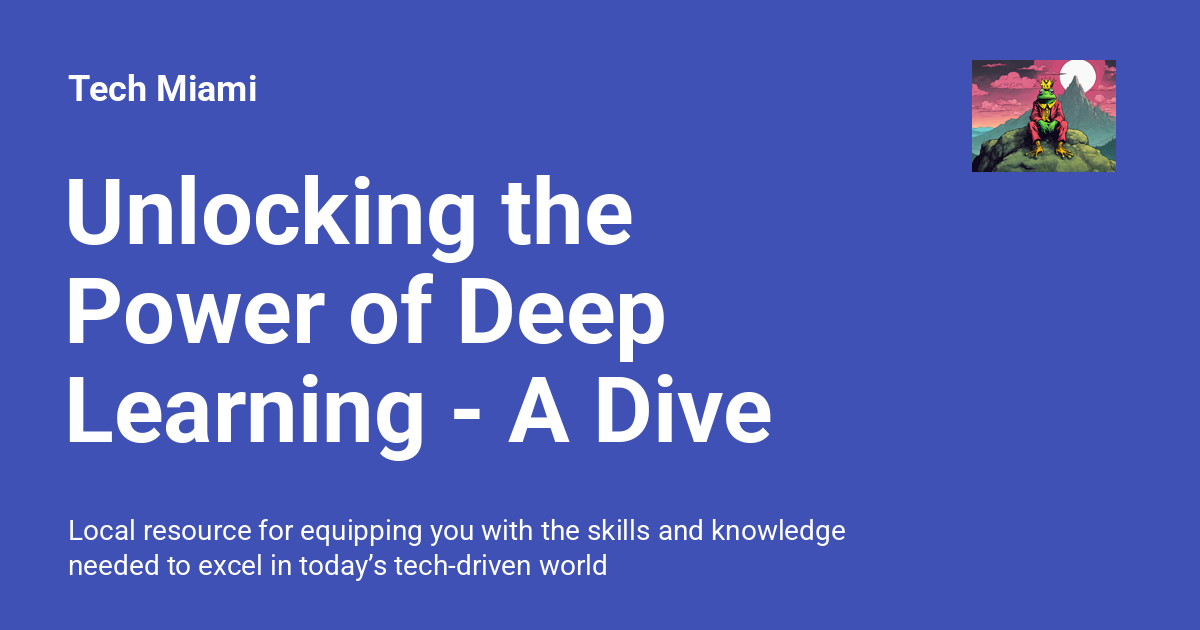 Tech Miami
Unlocking the
Power of Deep
Learning - A Dive
Local resource for equipping you with the skills and knowledge
needed to excel in today’s tech-driven world